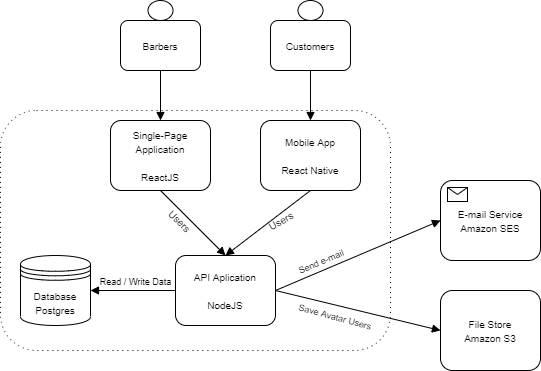 Barbers
Customers
Single-Page
Application
ReactJS
Mobile App
React Native
Users
Users
E-mail Service
Amazon SES
Send e-mail
API Aplication
NodeJS
Read / Write Data
Database
Postgres
Save Avatar Users
File Store
Amazon S3